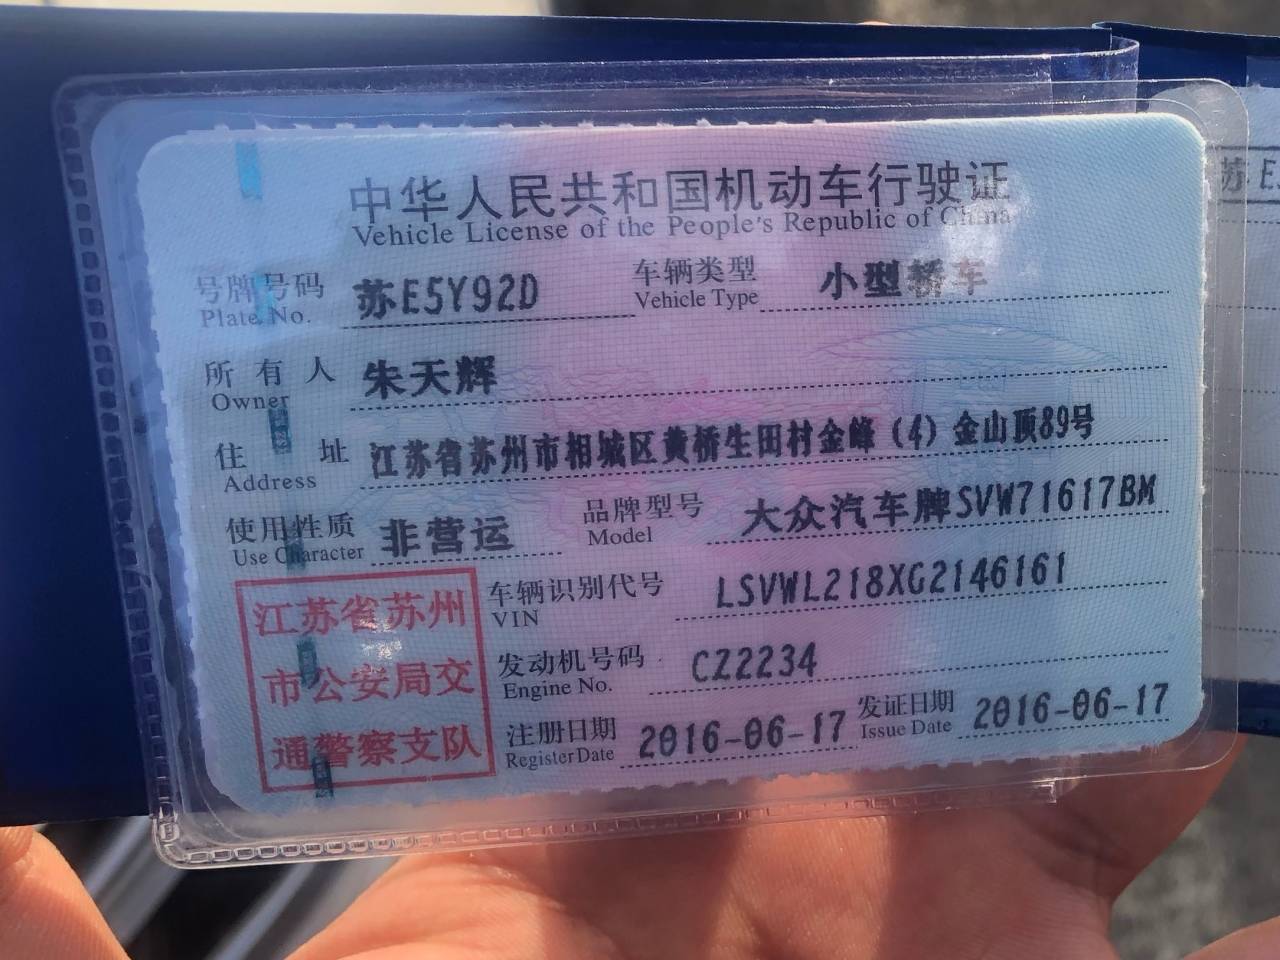 中华人民共和国机动车行驶证
Vehicle License of the People's Republic of China
号牌号码 苏E5Y92D 车辆类型 小型轿车
Plate No. Vehicle Type
所有人 朱天辉
Owner
住址 江苏省苏州市相城区黄桥生田村金峰(4)金山顶89号
Address
使用性质 非营运 品牌型号 大众汽车牌SVW71617BM
Use Character Model
车辆识别代号 LSVWL218XG2146161
VIN
发动机号码 CZ2234
Engine No.
注册日期 2016-06-17 发证日期 2016-06-17
Register Date Issue Date
江苏省苏州
市公安局交
通警察支队
苏E